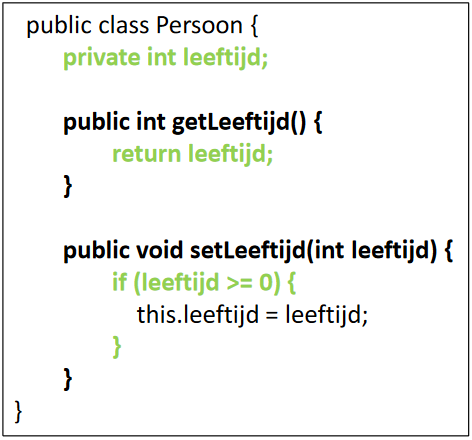 public class Persoon {
private int leeftijd;
public int getLeeftijd() {
return leeftijd;
}
public void setLeeftijd(int leeftijd) {
if (leeftijd >= 0) {
this.leeftijd = leeftijd;
}
}
}